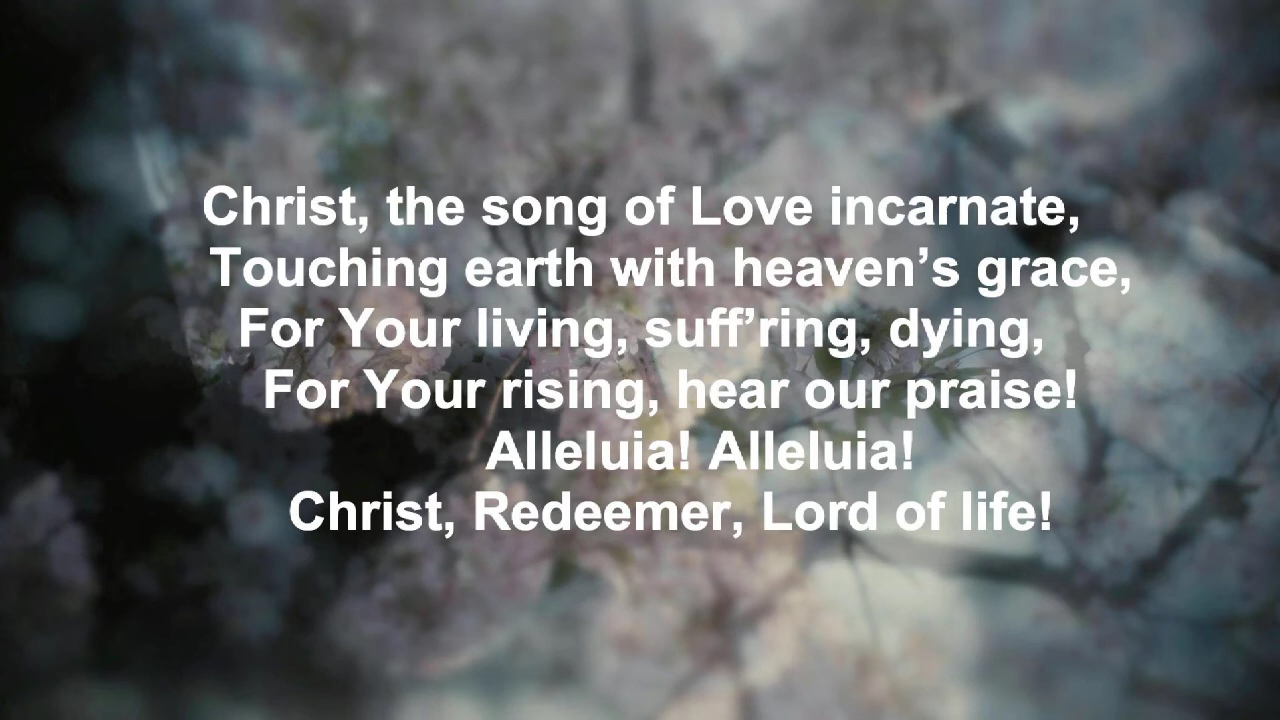 Christ, the song of Love incarnate,
Touching earth with heaven’s grace,
For Your living, suff’ring, dying,
For Your rising, hear our praise!
Alleluia! Alleluia!
Christ, Redeemer, Lord of life!